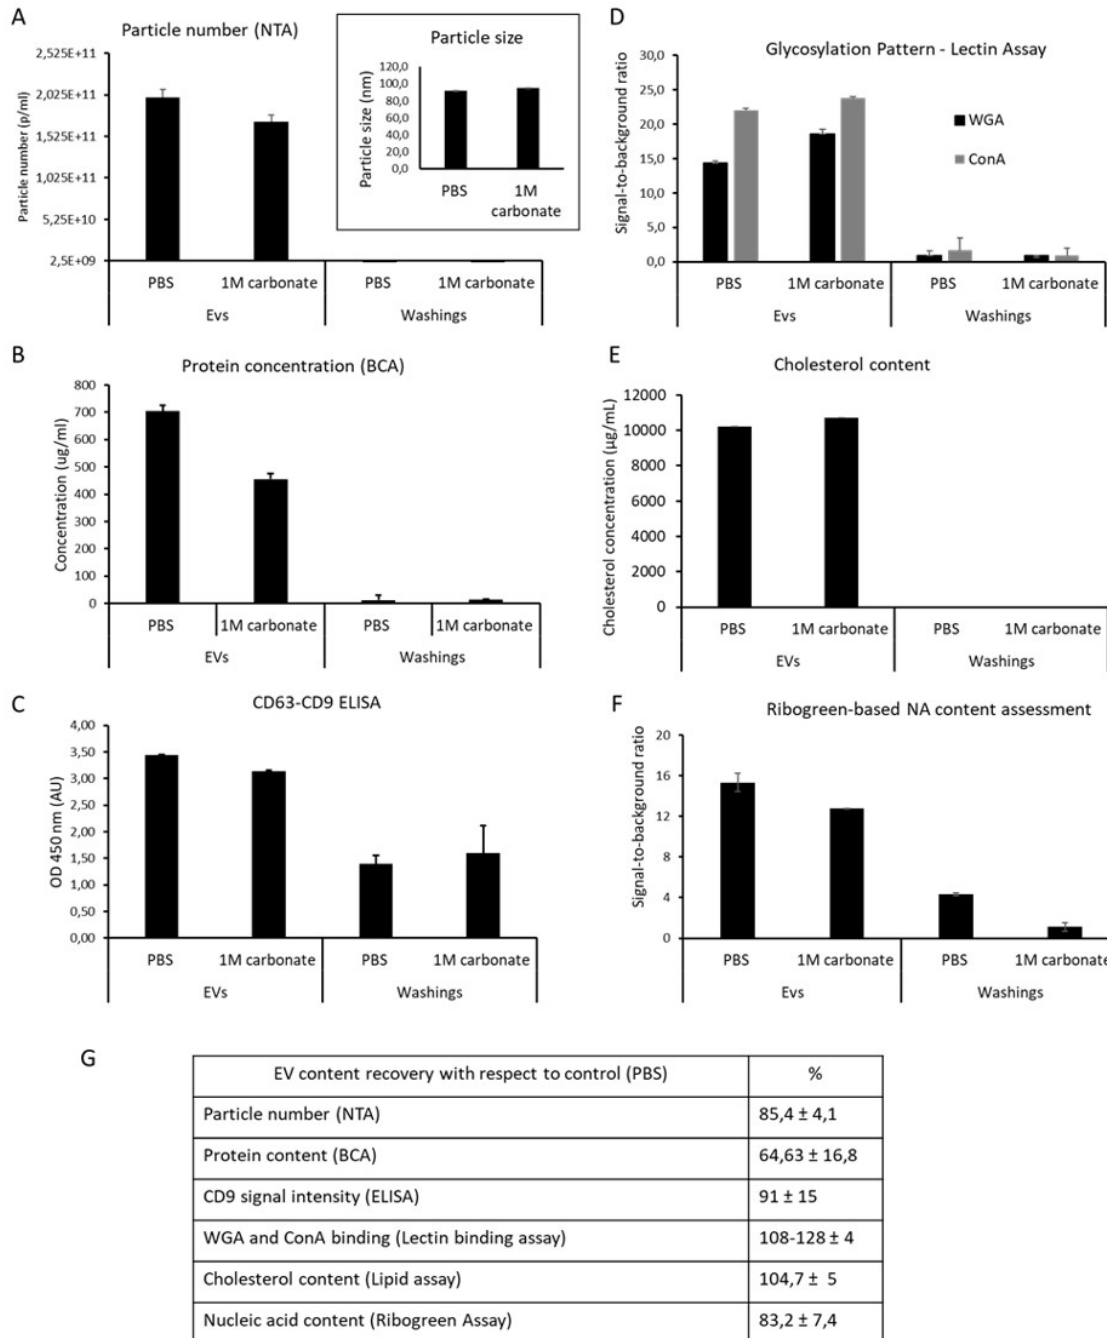 A
Particle number (NTA)
Particle number (p/ml)
2,525E+11
2,025E+11
1,525E+11
1,025E+11
5,25E+10
2,5E+09
PBS
1M carbonate
PBS
1M carbonate
Evs
Washings
Particle size
Particle size (nm)
120,0
100,0
80,0
60,0
40,0
20,0
0,0
PBS
1M
carbonate
D
Glycosylation Pattern - Lectin Assay
Signal-to-background ratio
30,0
25,0
20,0
15,0
10,0
5,0
0,0
WGA
ConA
PBS
1M carbonate
PBS
1M carbonate
Evs
Washings
B
Protein concentration (BCA)
Concentration (ug/ml)
800
700
600
500
400
300
200
100
0
PBS
1M carbonate
PBS
1M carbonate
EVs
Washings
E
Cholesterol content
Cholesterol concentration (µg/mL)
12000
10000
8000
6000
4000
2000
0
PBS
1M carbonate
PBS
1M carbonate
EVs
Washings
C
CD63-CD9 ELISA
OD 450 nm (AU)
4,00
3,50
3,00
2,50
2,00
1,50
1,00
0,50
0,00
PBS
1M carbonate
PBS
1M carbonate
EVs
Washings
F
Ribogreen-based NA content assessment
Signal-to-background ratio
20
16
12
8
4
0
PBS
1M carbonate
PBS
1M carbonate
Evs
Washings
G
EV content recovery with respect to control (PBS) %
Particle number (NTA) 85,4 ± 4,1
Protein content (BCA) 64,63 ± 16,8
CD9 signal intensity (ELISA) 91 ± 15
WGA and ConA binding (Lectin binding assay) 108-128 ± 4
Cholesterol content (Lipid assay) 104,7 ± 5
Nucleic acid content (Ribogreen Assay) 83,2 ± 7,4